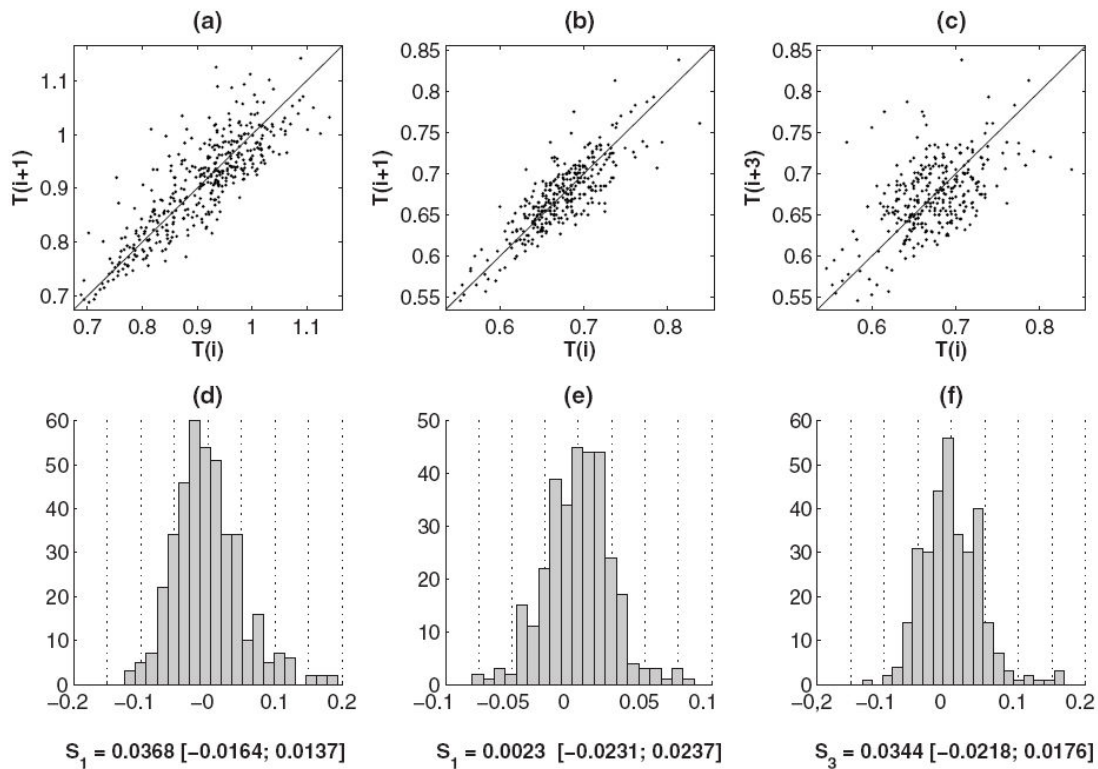 (a)
(b)
(c)
T(i+1)
1.1
1
0.9
0.8
0.7
0.7 0.8 0.9 1 1.1
T(i)
T(i+1)
0.85
0.8
0.75
0.7
0.65
0.6
0.55
0.6 0.7 0.8
T(i)
T(i+3)
0.85
0.8
0.75
0.7
0.65
0.6
0.55
0.6 0.7 0.8
T(i)
(d)
(e)
(f)
60
50
40
30
20
10
0
−0.2 −0.1 −0 0.1 0.2
50
40
30
20
10
0
−0.1 −0.05 0 0.05 0.1
60
50
40
30
20
10
0
−0,2 −0.1 0 0.1 0.2
S1 = 0.0368 [−0.0164; 0.0137]
S1 = 0.0023 [−0.0231; 0.0237]
S3 = 0.0344 [−0.0218; 0.0176]